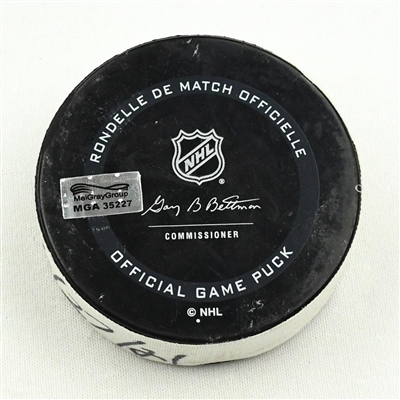 RONDELLE DE MATCH OFFICIELLE
NHL
MeiGrayGroup
MGA 35227
Gary B Bettman
COMMISSIONER
OFFICIAL GAME PUCK
© NHL